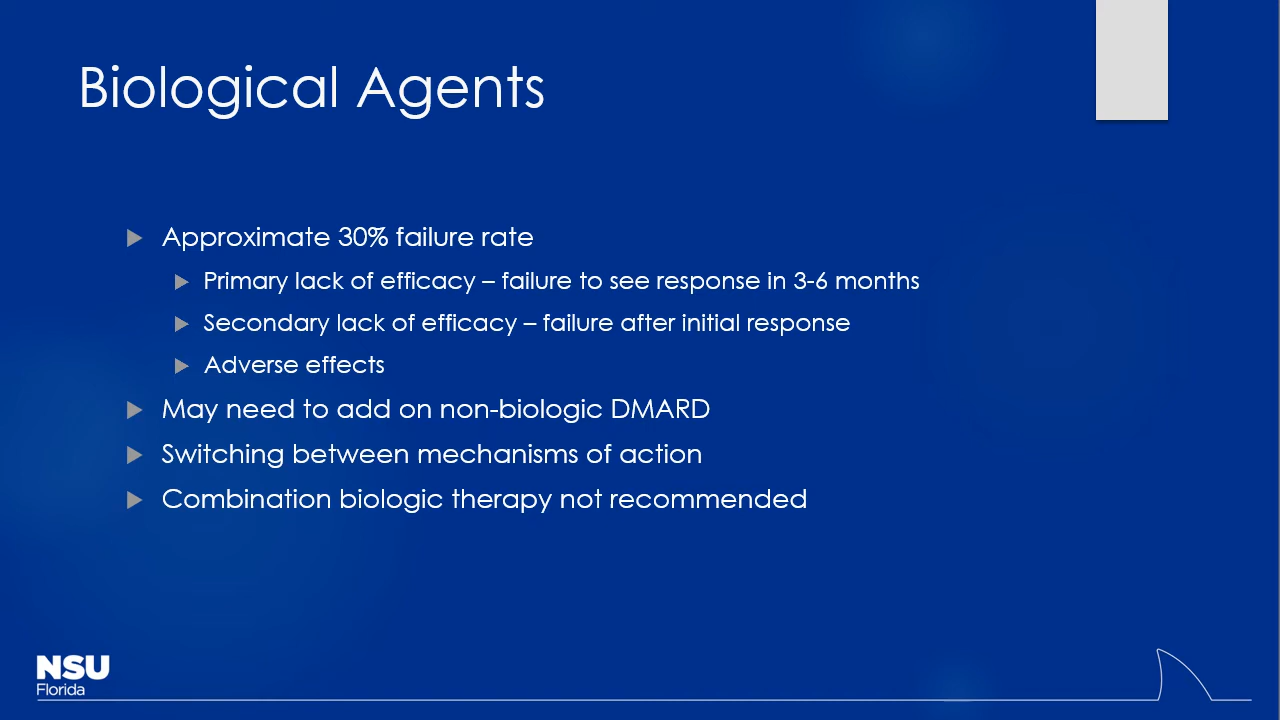 Biological Agents
Approximate 30% failure rate
Primary lack of efficacy – failure to see response in 3-6 months
Secondary lack of efficacy – failure after initial response
Adverse effects
May need to add on non-biologic DMARD
Switching between mechanisms of action
Combination biologic therapy not recommended
NSU
Florida